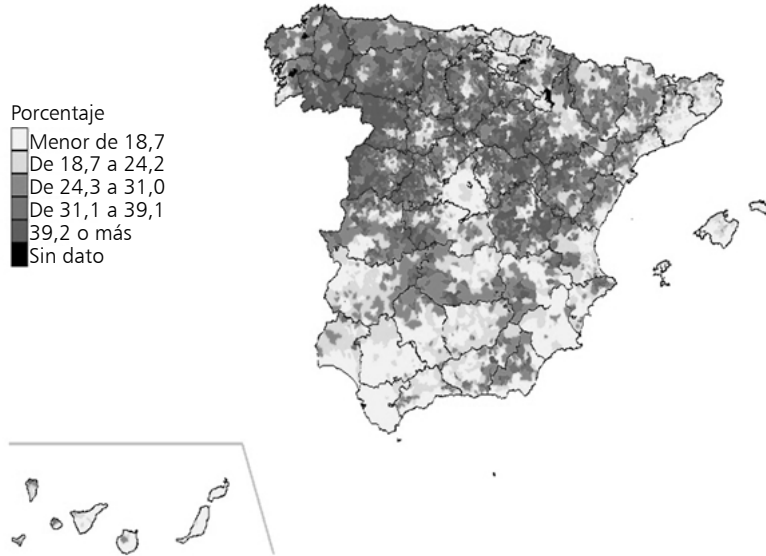 Porcentaje
Menor de 18,7
De 18,7 a 24,2
De 24,3 a 31,0
De 31,1 a 39,1
39,2 o más
Sin dato